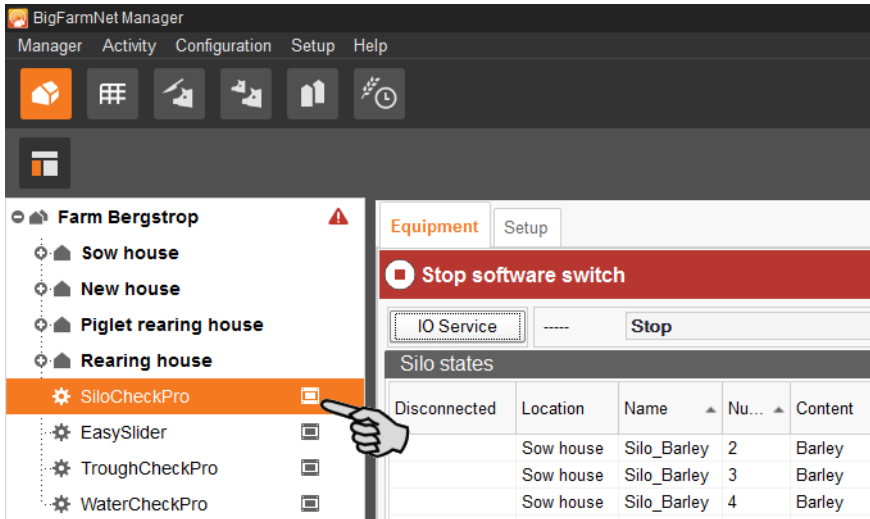 BigFarmNet Manager
Manager Activity Configuration Setup Help
Farm Bergstrop
Sow house
New house
Piglet rearing house
Rearing house
SiloCheckPro
EasySlider
TroughCheckPro
WaterCheckPro
Equipment Setup
Stop software switch
IO Service ----- Stop
Silo states
Disconnected Location Name Nu... Content
Sow house Silo_Barley 2 Barley
Sow house Silo_Barley 3 Barley
Sow house Silo_Barley 4 Barley